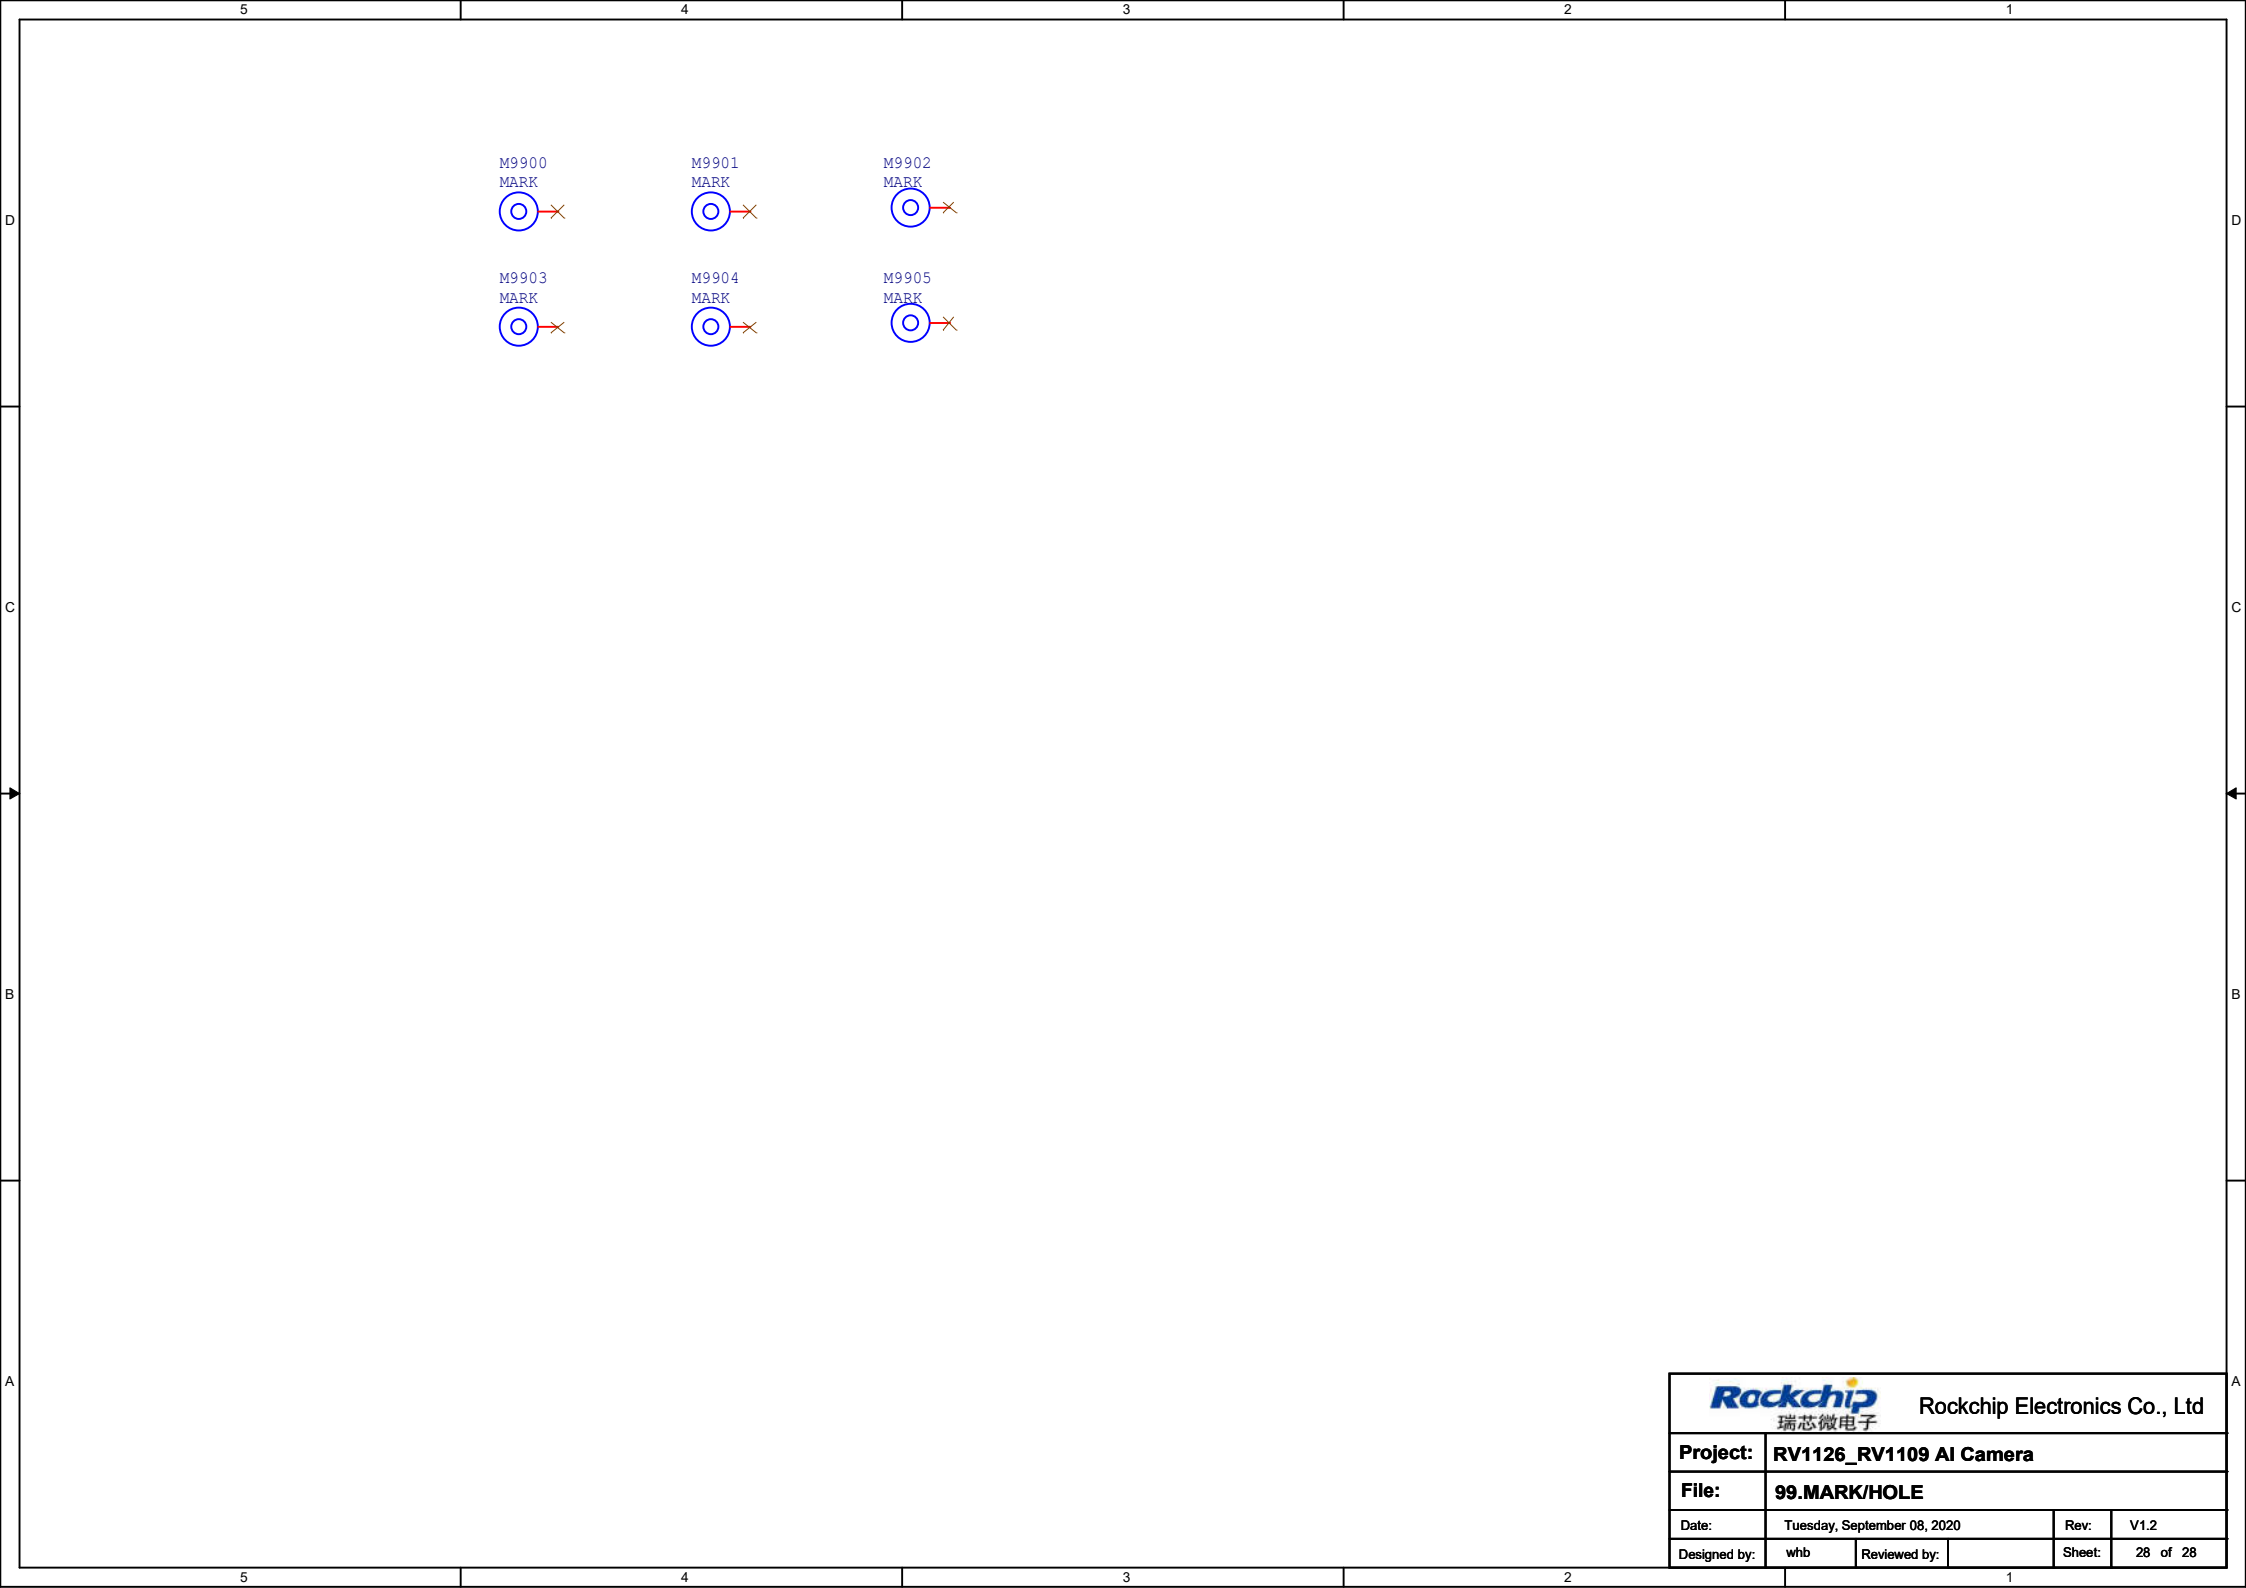 5 4 3 2 1
M9900 M9901 M9902
MARK MARK MARK
D D
M9903 M9904 M9905
MARK MARK MARK
C C
B B
A A
Rockchip
瑞芯微电子
Rockchip Electronics Co., Ltd
Project: RV1126_RV1109 AI Camera
File: 99.MARK/HOLE
Date: Tuesday, September 08, 2020 Rev: V1.2
Designed by: whb Reviewed by: Sheet: 28 of 28
5 4 3 2 1